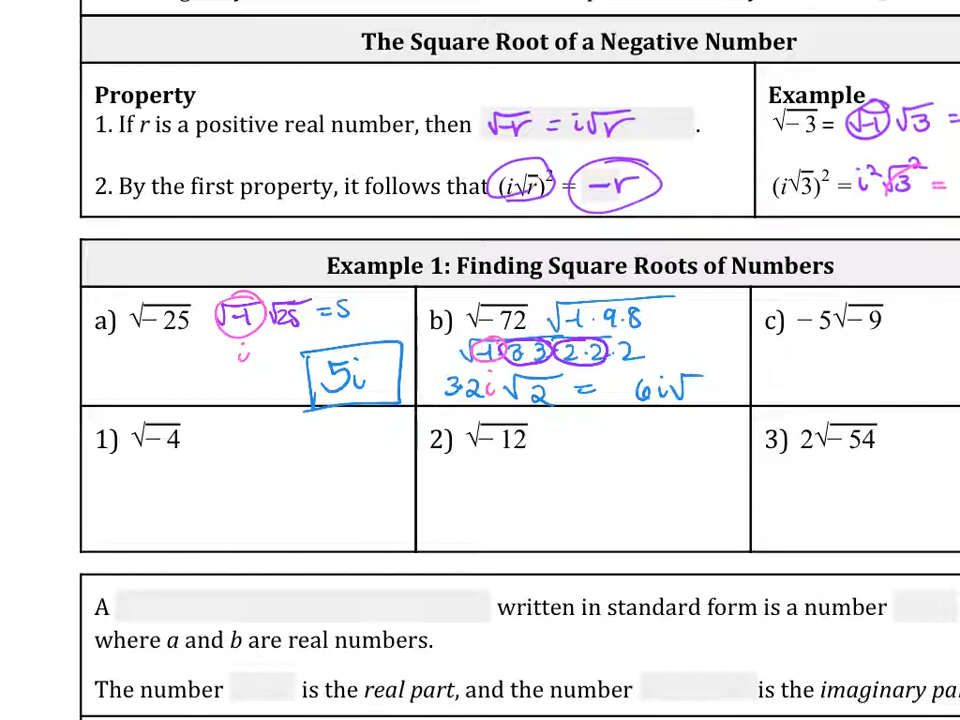 The Square Root of a Negative Number
Property
Example
1. If r is a positive real number, then √-r = i√r .
√− 3 = √-1 √3 =
2. By the first property, it follows that (i√r)² = -r
(i√3)² = i² √3² =
Example 1: Finding Square Roots of Numbers
a) √− 25 √-1 √25 = 5
i
5i
b) √− 72 √-1 · 9 · 8
√-1 · 3 · 3 · 2 · 2 · 2
3·2 i √2 = 6i√
c) − 5√− 9
1) √− 4
2) √− 12
3) 2√− 54
A written in standard form is a number
where a and b are real numbers.
The number is the real part, and the number is the imaginary pa